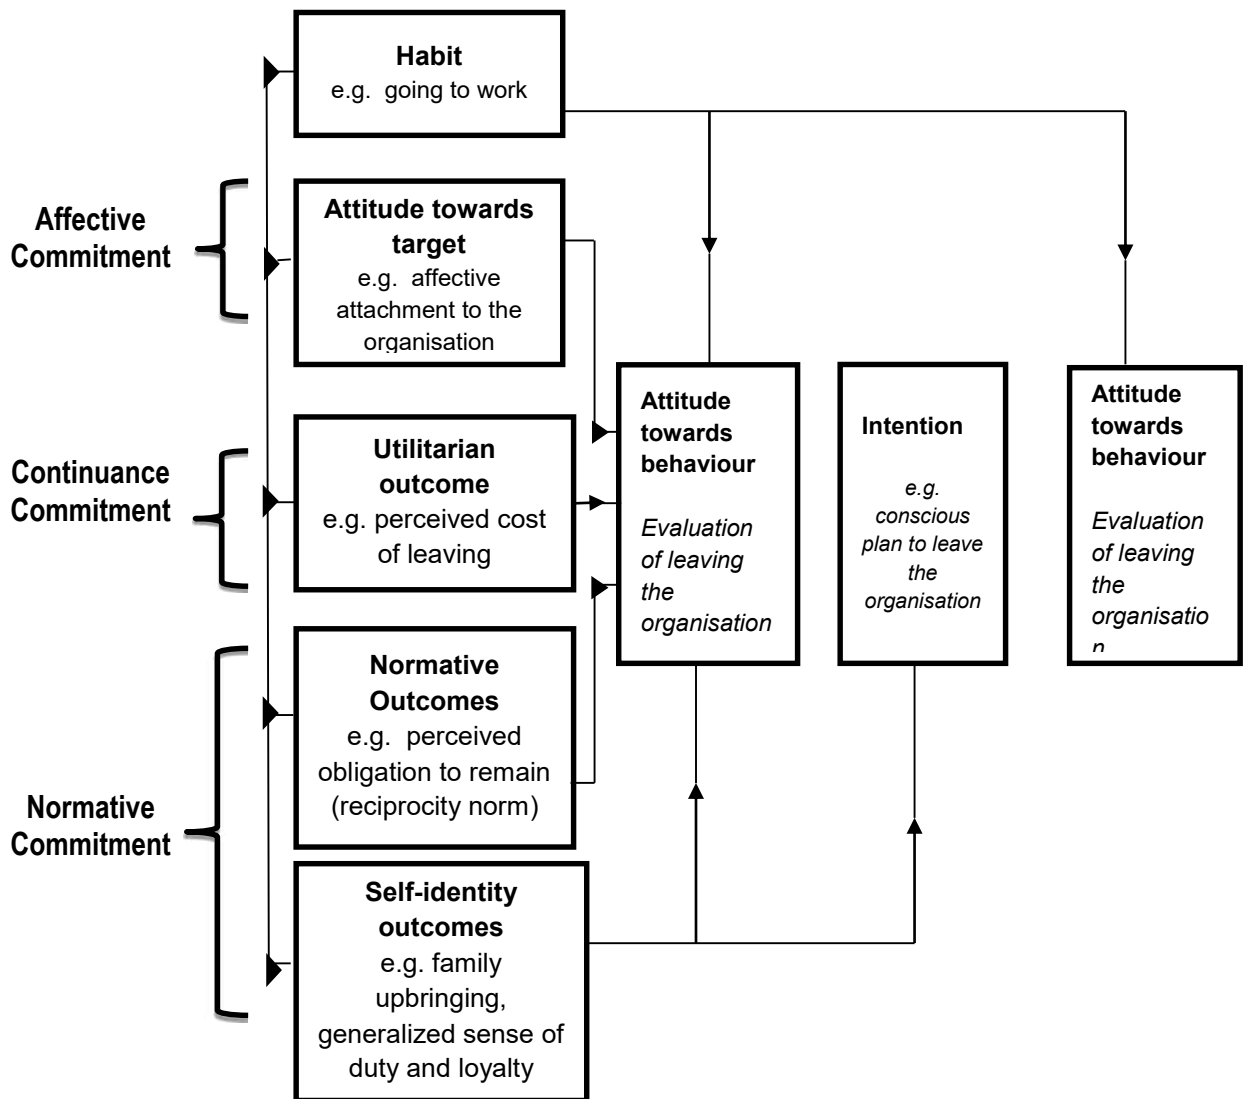 Habit
e.g. going to work
Affective
Commitment
Attitude towards
target
e.g. affective
attachment to the
organisation
Continuance
Commitment
Utilitarian
outcome
e.g. perceived cost
of leaving
Normative
Commitment
Normative
Outcomes
e.g. perceived
obligation to remain
(reciprocity norm)
Self-identity
outcomes
e.g. family
upbringing,
generalized sense of
duty and loyalty
Attitude
towards
behaviour
Evaluation
of leaving
the
organisation
Intention
e.g.
conscious
plan to leave
the
organisation
Attitude
towards
behaviour
Evaluation
of leaving
the
organisatio
n